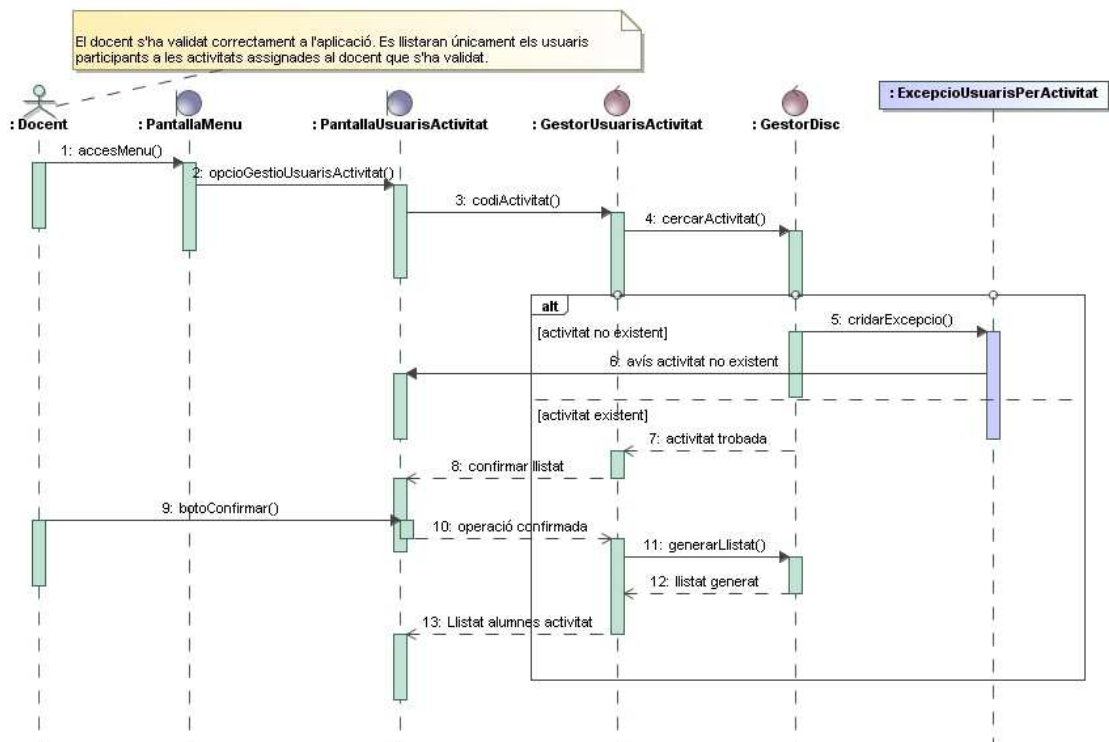 El docent s'ha validat correctament a l'aplicació. Es llistaran únicament els usuaris
participants a les activitats assignades al docent que s'ha validat.
: Docent
: PantallaMenu
: PantallaUsuarisActivitat
: GestorUsuarisActivitat
: GestorDisc
: ExcepcioUsuarisPerActivitat
1: accesMenu()
2: opcioGestioUsuarisActivitat()
3: codiActivitat()
4: cercarActivitat()
alt
[activitat no existent]
5: cridarExcepcio()
6: avís activitat no existent
[activitat existent]
7: activitat trobada
8: confirmar llistat
9: botoConfirmar()
10: operació confirmada
11: generarLlistat()
12: llistat generat
13: Llistat alumnes activitat